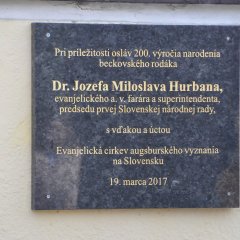 Pri príležitosti osláv 200. výročia narodenia
beckovského rodáka
Dr. Jozefa Miloslava Hurbana,
evanjelického a. v. farára a superintendenta,
predsedu prvej Slovenskej národnej rady,
s vďakou a úctou
Evanjelická cirkev augsburského vyznania
na Slovensku
19. marca 2017